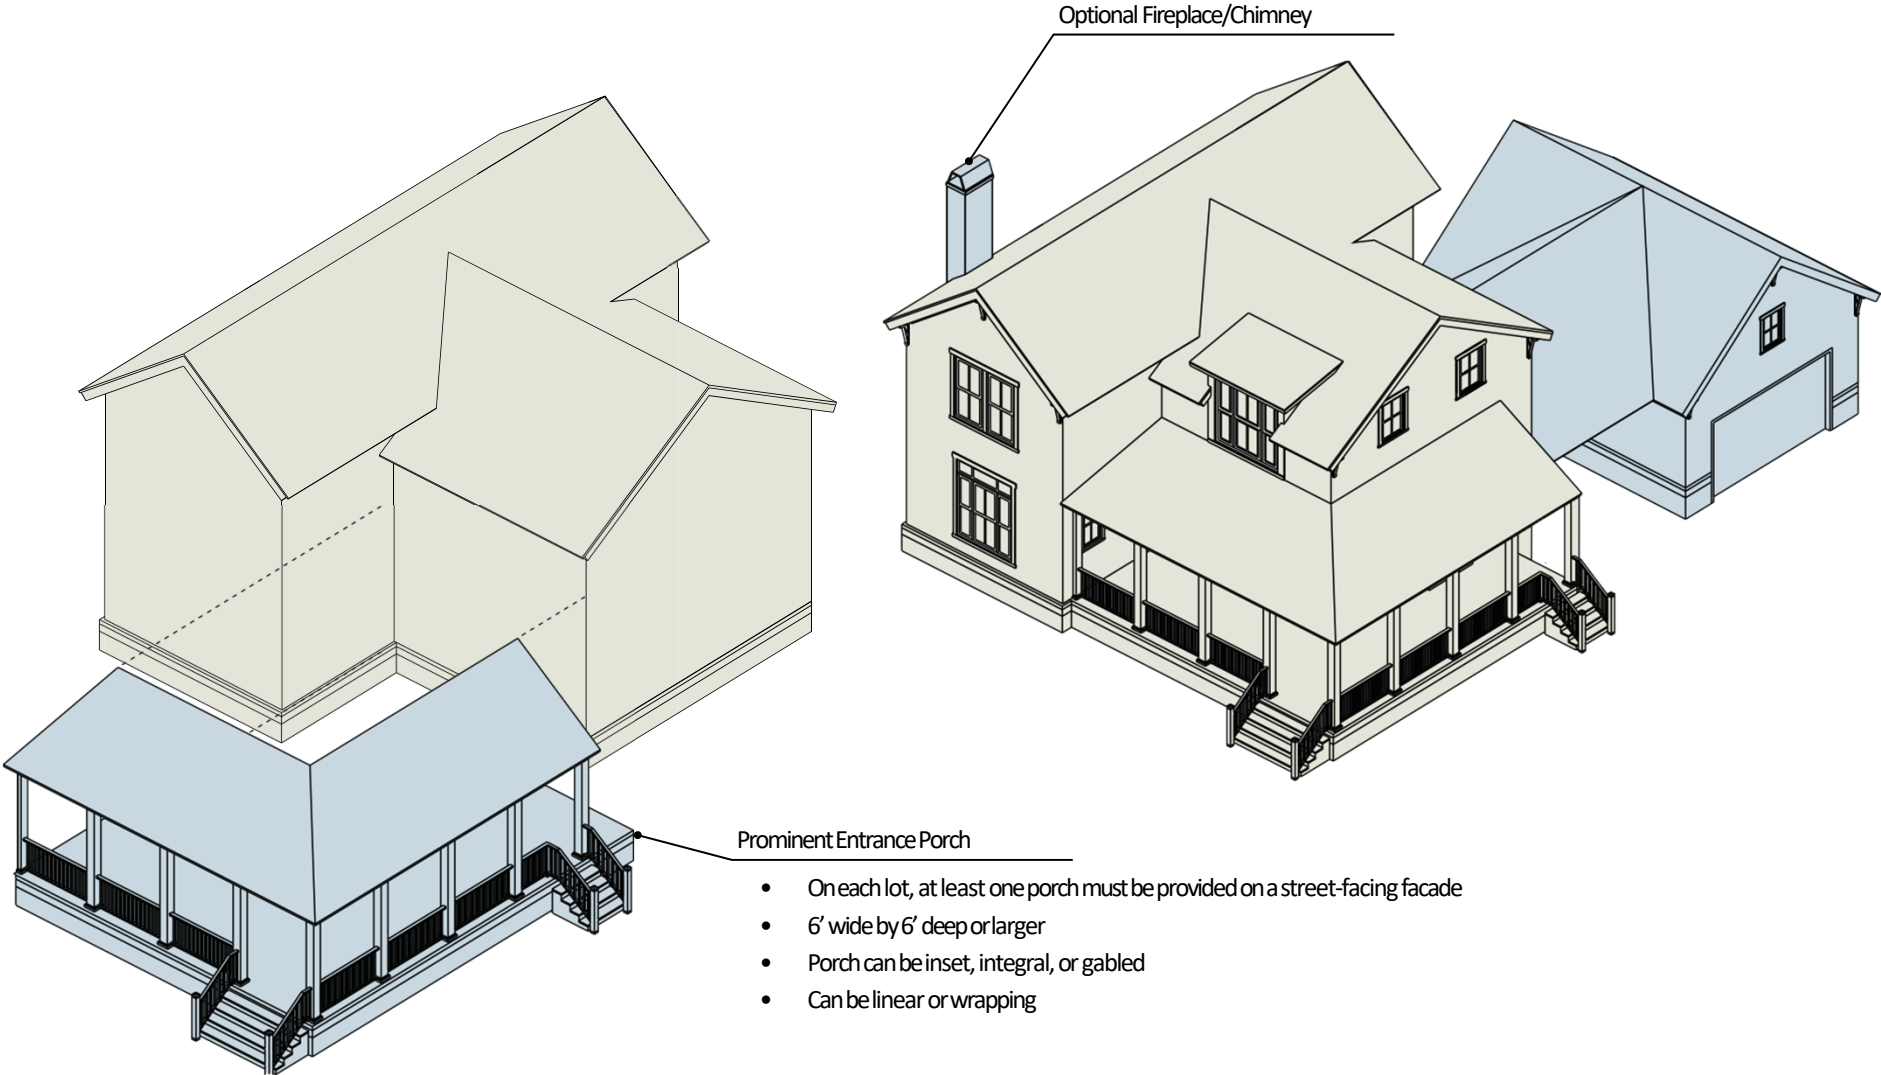 Optional Fireplace/Chimney
Prominent Entrance Porch
• On each lot, at least one porch must be provided on a street-facing facade
• 6’ wide by 6’ deep or larger
• Porch can be inset, integral, or gabled
• Can be linear or wrapping